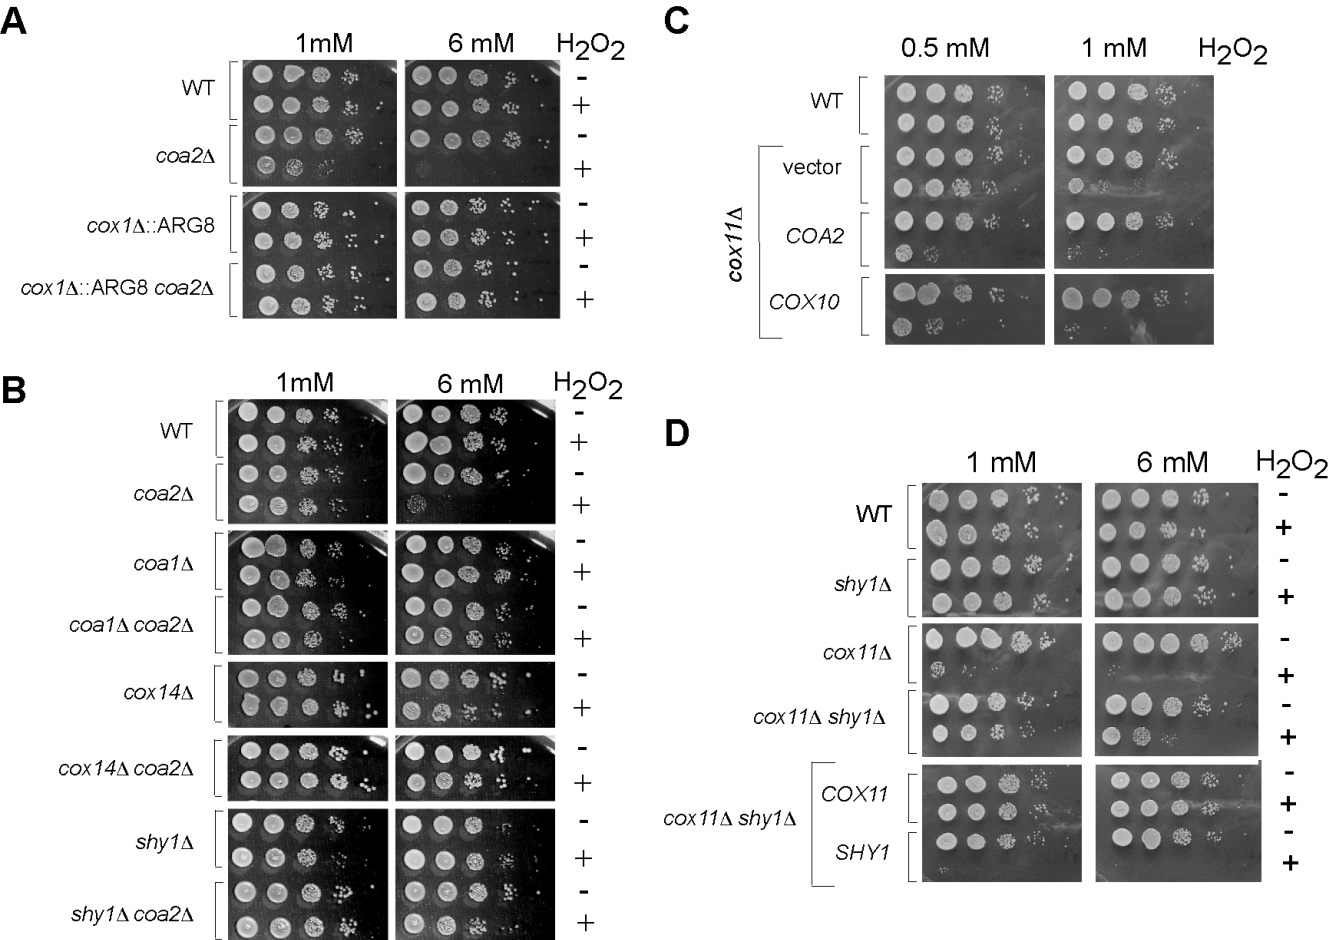 A
1mM 6 mM H2O2
WT - +
coa2Δ - +
cox1Δ::ARG8 - +
cox1Δ::ARG8 coa2Δ - +
B
1mM 6 mM H2O2
WT - +
coa2Δ - +
coa1Δ - +
coa1Δ coa2Δ - +
cox14Δ - +
cox14Δ coa2Δ - +
shy1Δ - +
shy1Δ coa2Δ - +
C
0.5 mM 1 mM H2O2
WT
cox11Δ
vector
COA2
COX10
D
1 mM 6 mM H2O2
WT - +
shy1Δ - +
cox11Δ - +
cox11Δ shy1Δ - +
cox11Δ shy1Δ
COX11 - +
SHY1 - +